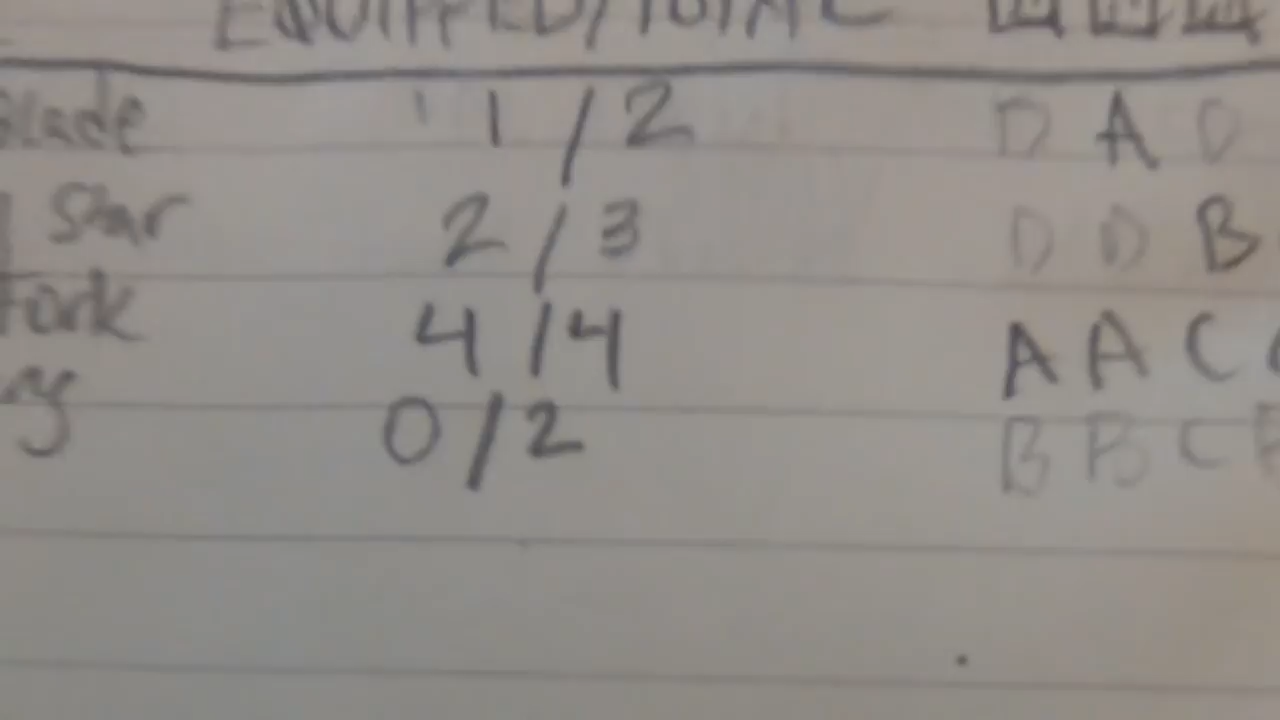 EQUIPPED/TOTAL
Blade 1/2 D A D
Star 2/3 D D B
Fork 4/4 A A C
0/2 B B C